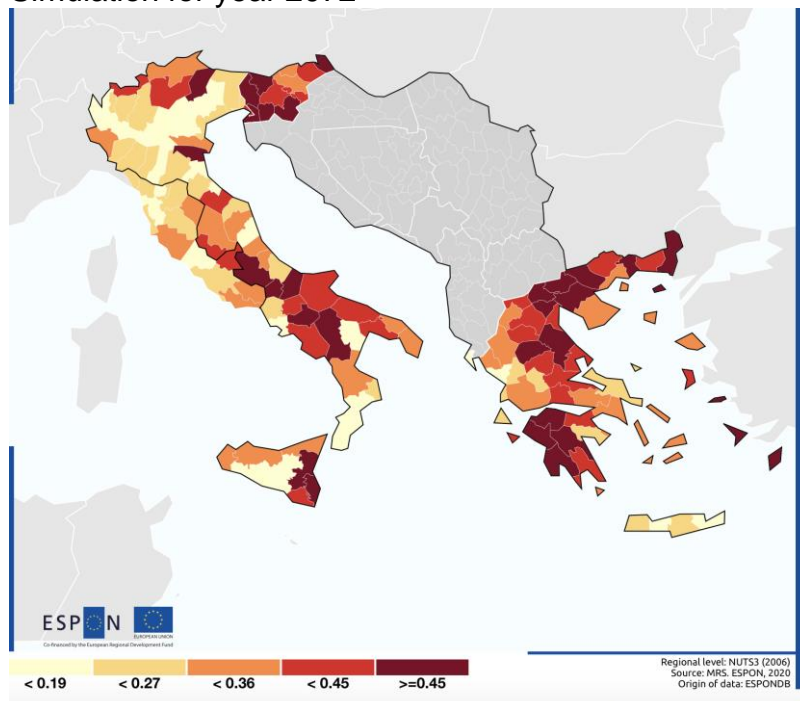 ESPON
EUROPEAN UNION
Co-financed by the European Regional Development Fund
< 0.19 < 0.27 < 0.36 < 0.45 >=0.45
Regional level: NUTS3 (2006)
Source: MRS. ESPON, 2020
Origin of data: ESPONDB